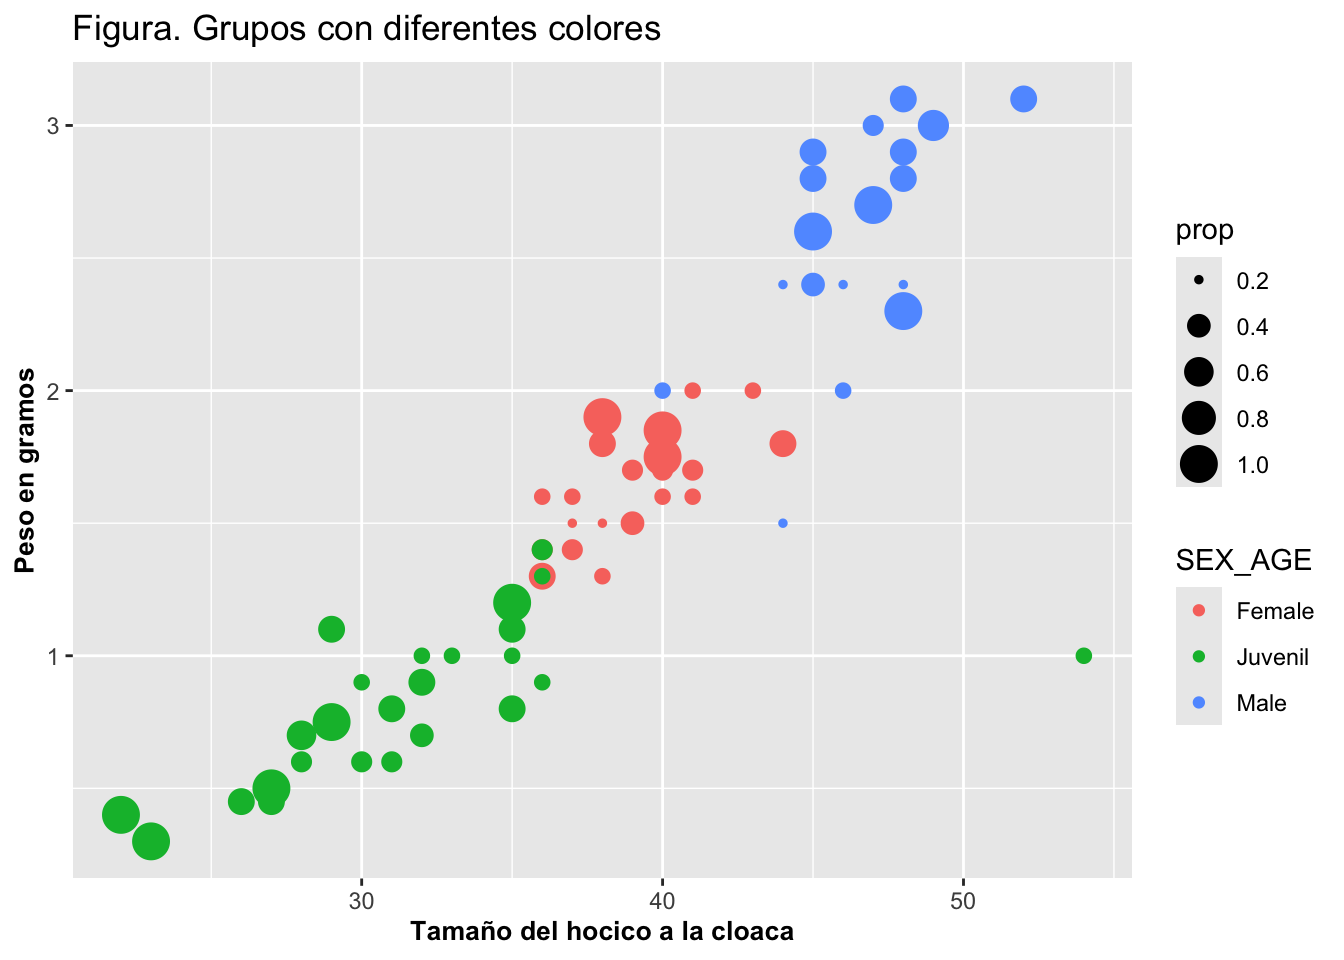 Figura. Grupos con diferentes colores
3
2
1
Peso en gramos
30
40
50
Tamaño del hocico a la cloaca
prop
0.2
0.4
0.6
0.8
1.0
SEX_AGE
Female
Juvenil
Male